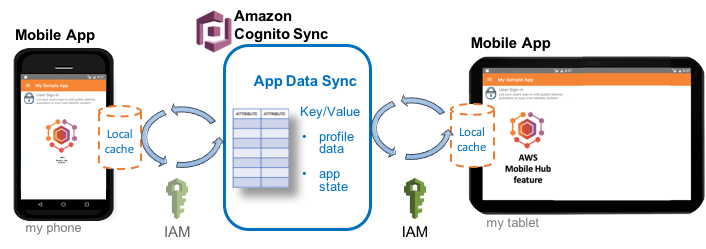 Amazon
Cognito Sync
Mobile App
Mobile App
App Data Sync
My Sample App
User Sign-in
My Sample App
User Sign-in
Key/Value
ATTRIBUTE ATTRIBUTE
• profile
data
• app
state
Local
cache
Local
cache
AWS
Mobile Hub
feature
my phone
IAM
IAM
my tablet